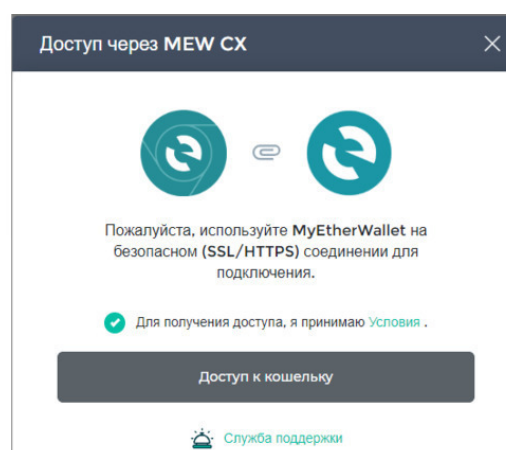 Доступ через MEW CX
Пожалуйста, используйте MyEtherWallet на
безопасном (SSL/HTTPS) соединении для
подключения.
Для получения доступа, я принимаю Условия .
Доступ к кошельку
Служба поддержки